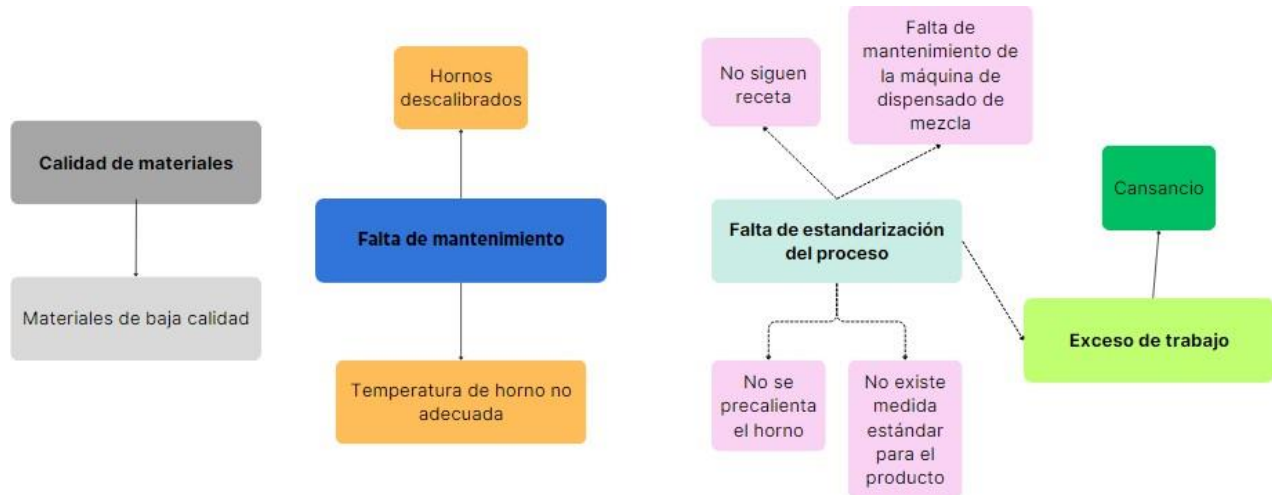 Calidad de materiales
Materiales de baja calidad
Hornos
descalibrados
Falta de mantenimiento
Temperatura de horno no
adecuada
No siguen
receta
Falta de
mantenimiento de
la máquina de
dispensado de
mezcla
Falta de estandarización
del proceso
No se
precalienta
el horno
No existe
medida
estándar
para el
producto
Cansancio
Exceso de trabajo